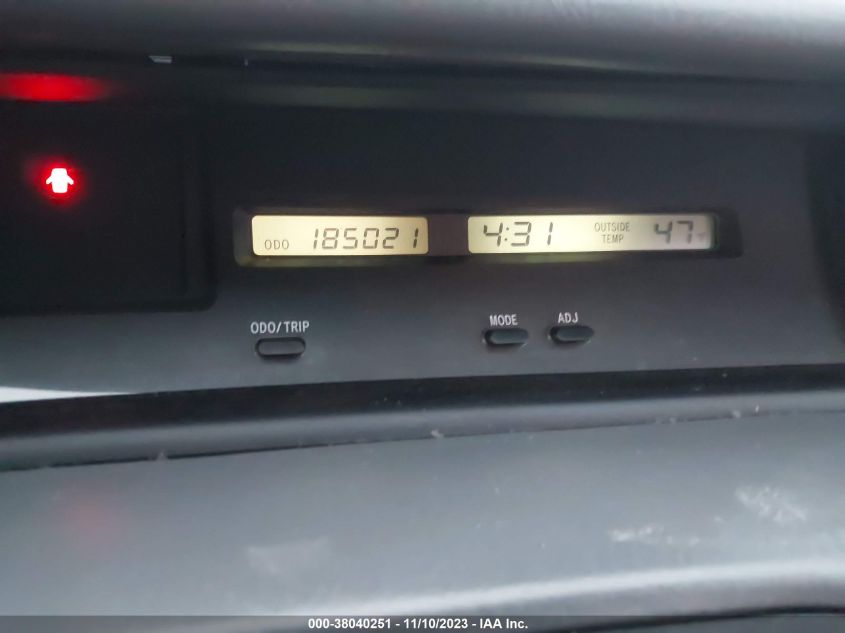 ODO 185021
4:31 OUTSIDE TEMP 47
ODO/TRIP
MODE ADJ
000-38040251 - 11/10/2023 - IAA Inc.